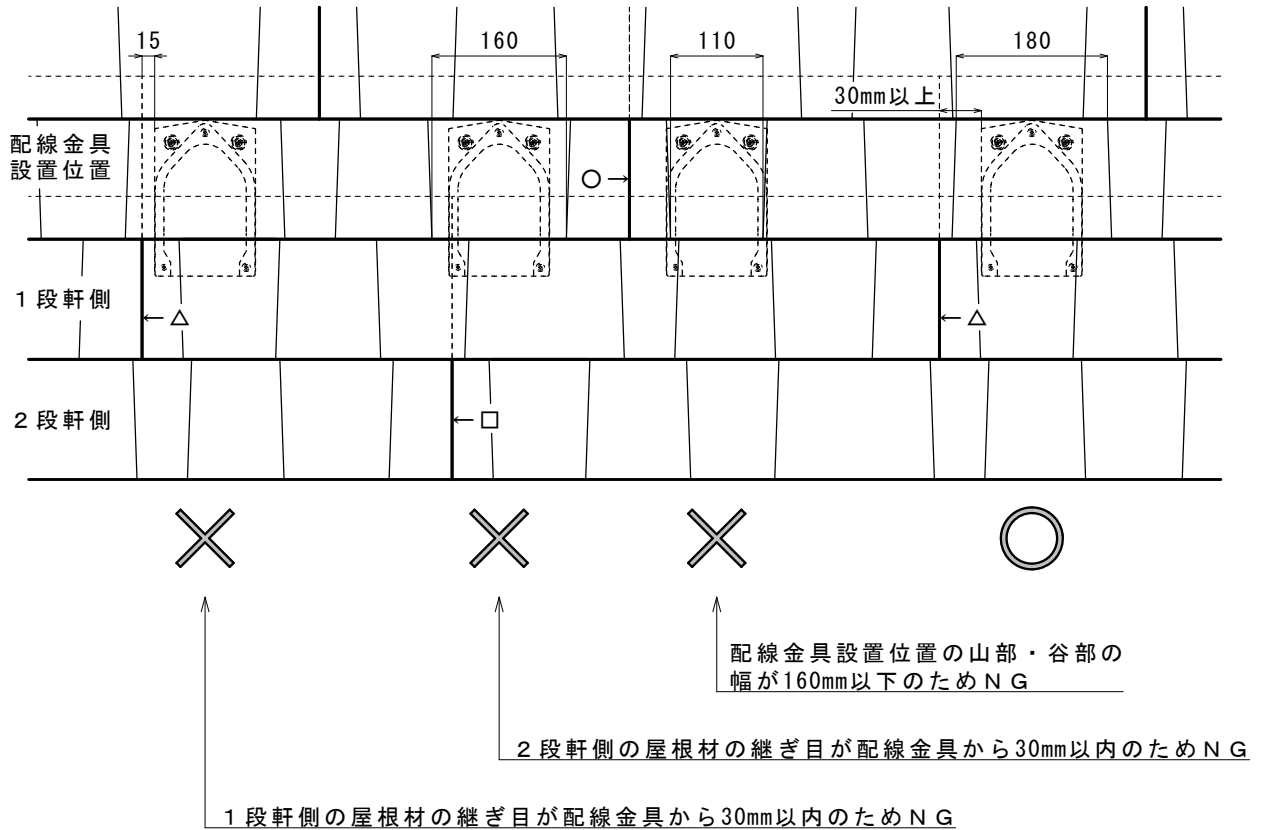 15
160
110
180
30mm以上
配線金具
設置位置
○→
1段軒側
←△
←△
2段軒側
←□
配線金具設置位置の山部・谷部の
幅が160mm以下のためNG
2段軒側の屋根材の継ぎ目が配線金具から30mm以内のためNG
1段軒側の屋根材の継ぎ目が配線金具から30mm以内のためNG